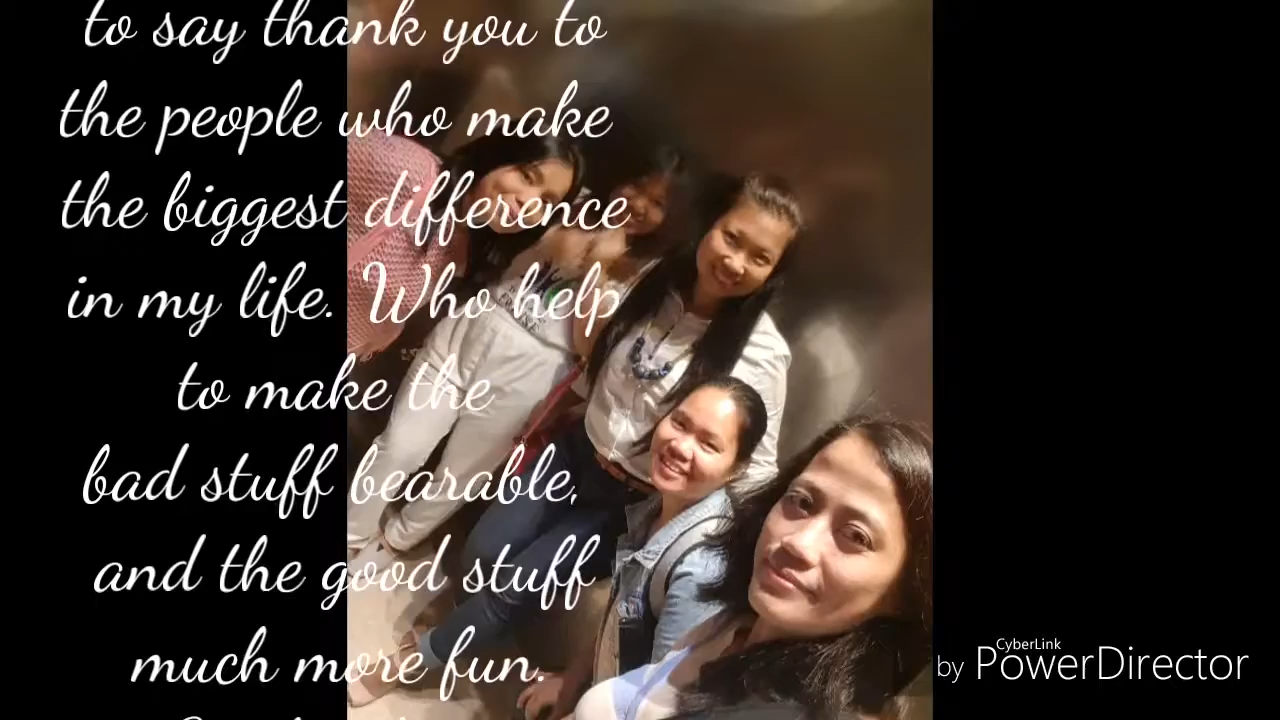 to say thank you to
the people who make
the biggest difference
in my life. Who help
to make the
bad stuff bearable,
and the good stuff
much more fun.
CyberLink
by PowerDirector